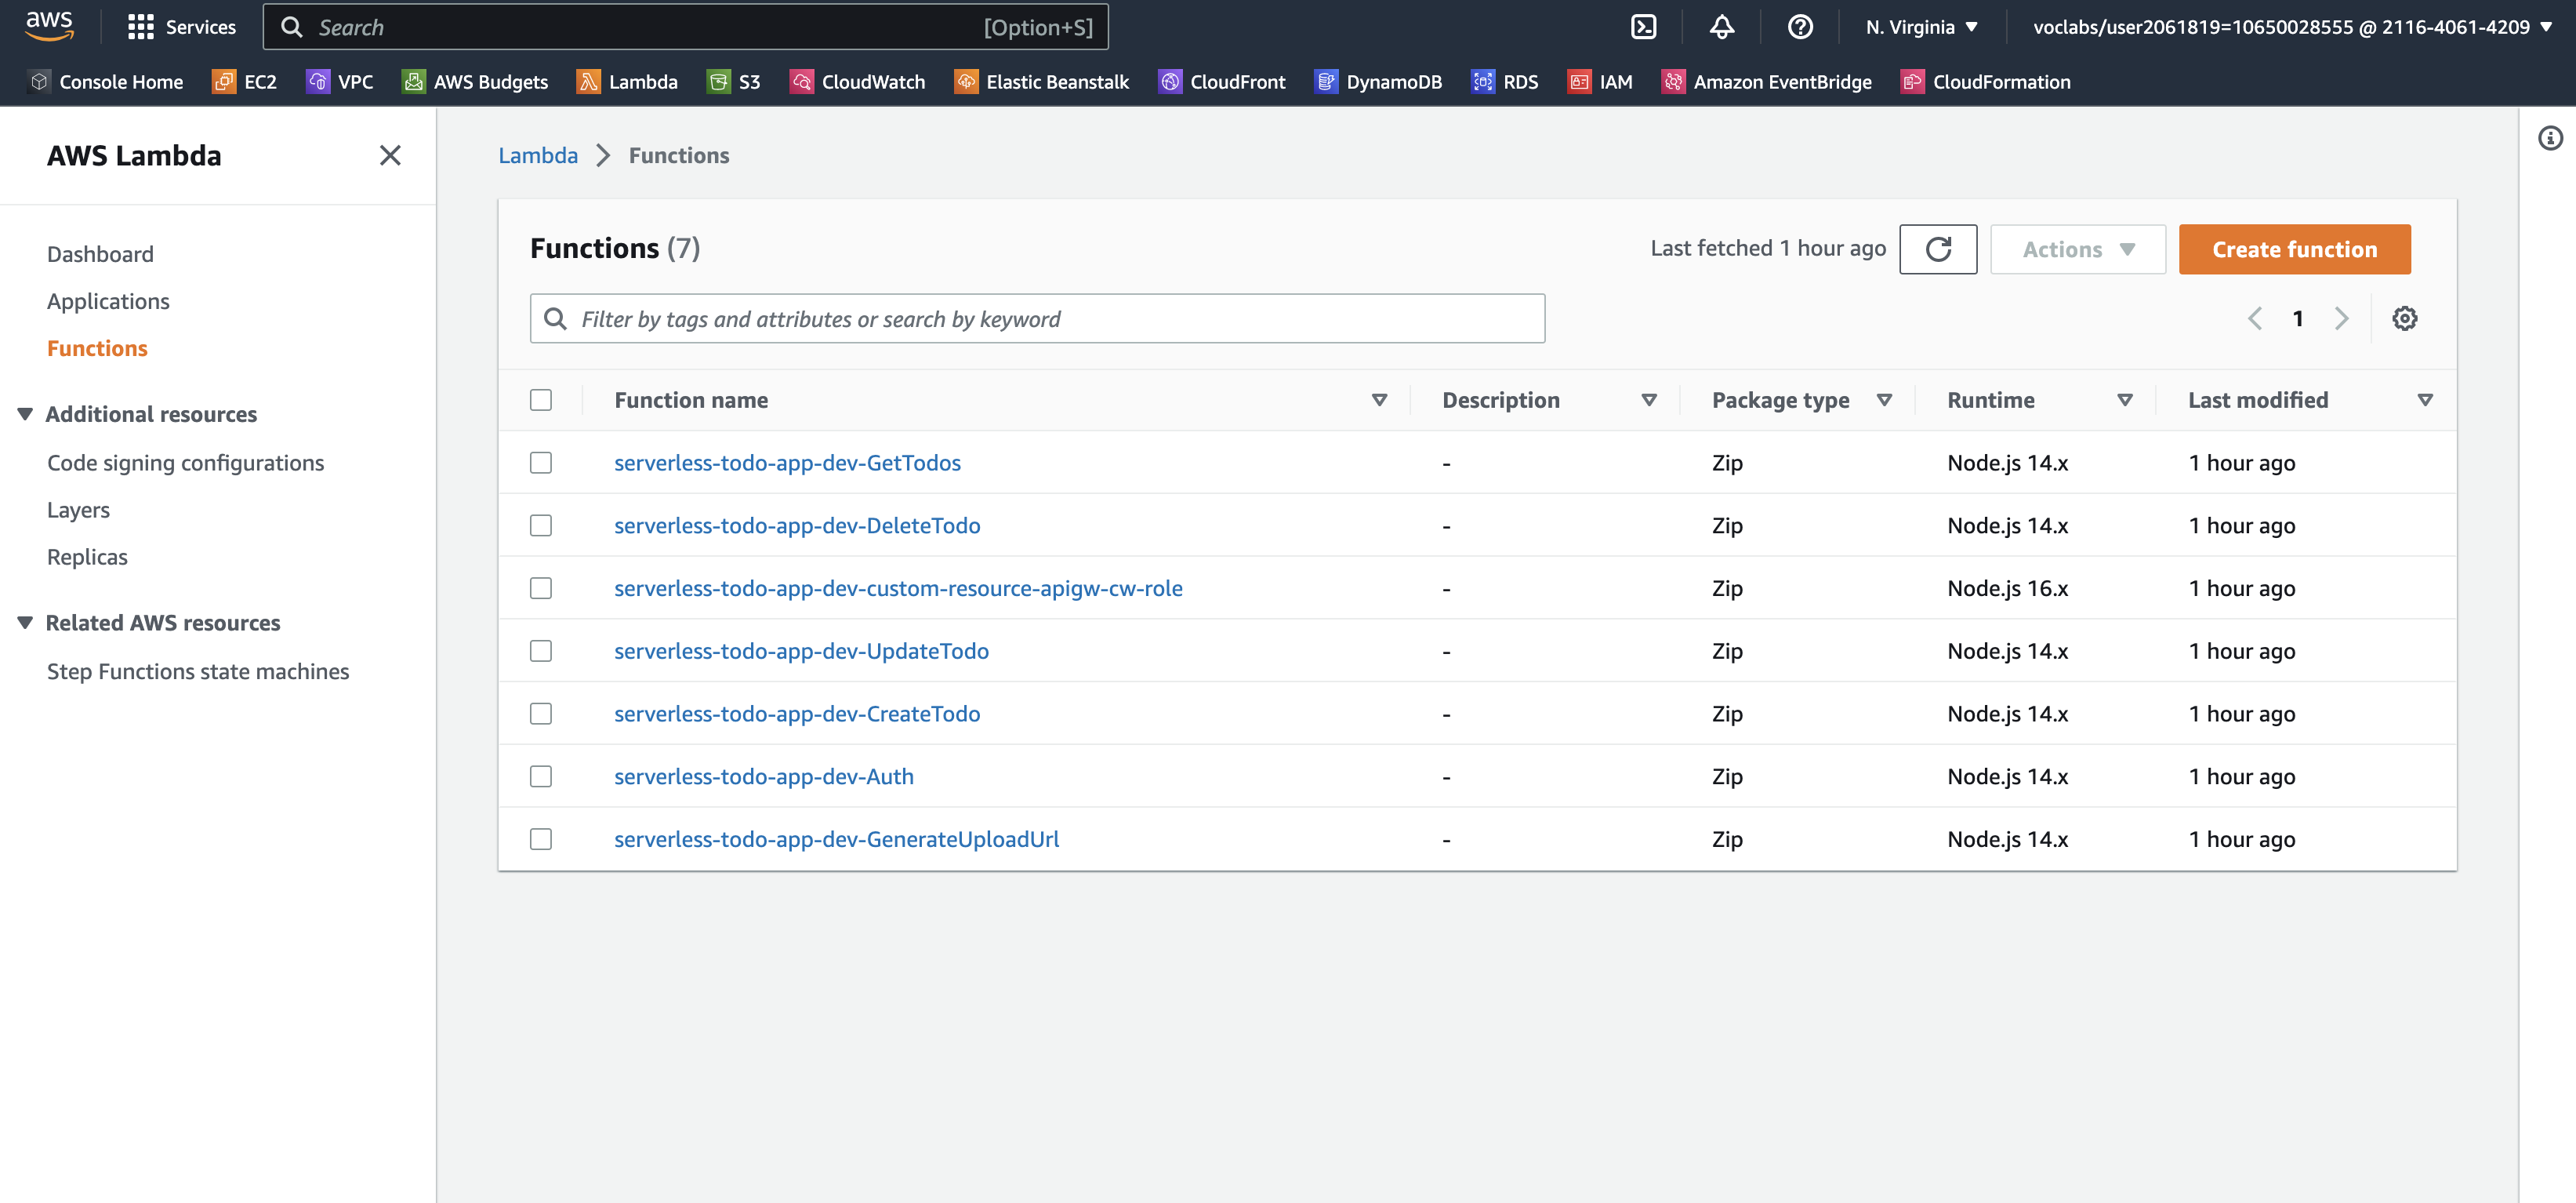 aws Services Search [Option+S] N. Virginia voclabs/user2061819=10650028555 @ 2116-4061-4209
Console Home EC2 VPC AWS Budgets Lambda S3 CloudWatch Elastic Beanstalk CloudFront DynamoDB RDS IAM Amazon EventBridge CloudFormation
AWS Lambda
Dashboard
Applications
Functions
Additional resources
Code signing configurations
Layers
Replicas
Related AWS resources
Step Functions state machines
Lambda > Functions
Functions (7) Last fetched 1 hour ago Actions Create function
Filter by tags and attributes or search by keyword 1
Function name Description Package type Runtime Last modified
serverless-todo-app-dev-GetTodos - Zip Node.js 14.x 1 hour ago
serverless-todo-app-dev-DeleteTodo - Zip Node.js 14.x 1 hour ago
serverless-todo-app-dev-custom-resource-apigw-cw-role - Zip Node.js 16.x 1 hour ago
serverless-todo-app-dev-UpdateTodo - Zip Node.js 14.x 1 hour ago
serverless-todo-app-dev-CreateTodo - Zip Node.js 14.x 1 hour ago
serverless-todo-app-dev-Auth - Zip Node.js 14.x 1 hour ago
serverless-todo-app-dev-GenerateUploadUrl - Zip Node.js 14.x 1 hour ago